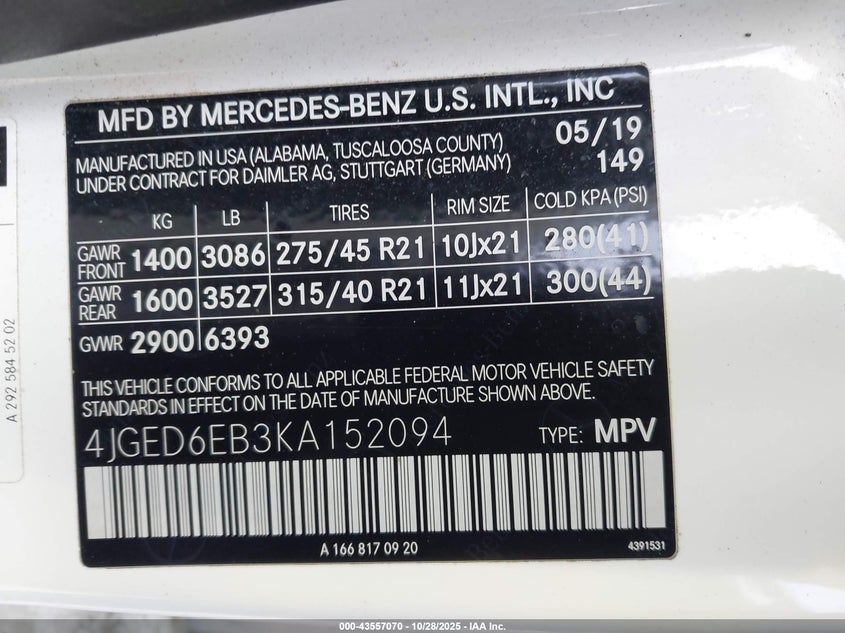 MFD BY MERCEDES-BENZ U.S. INTL., INC
MANUFACTURED IN USA (ALABAMA, TUSCALOOSA COUNTY)
UNDER CONTRACT FOR DAIMLER AG, STUTTGART (GERMANY)
05/19
149
KG LB TIRES RIM SIZE COLD KPA (PSI)
GAWR FRONT 1400 3086 275/45 R21 10Jx21 280(41)
GAWR REAR 1600 3527 315/40 R21 11Jx21 300(44)
GVWR 2900 6393
THIS VEHICLE CONFORMS TO ALL APPLICABLE FEDERAL MOTOR VEHICLE SAFETY
STANDARDS IN EFFECT ON THE DATE OF MANUFACTURE SHOWN ABOVE.
4JGED6EB3KA152094 TYPE: MPV
A 166 817 09 20 4391531
A 292 584 52 02
000-43557070 - 10/28/2025 - IAA Inc.